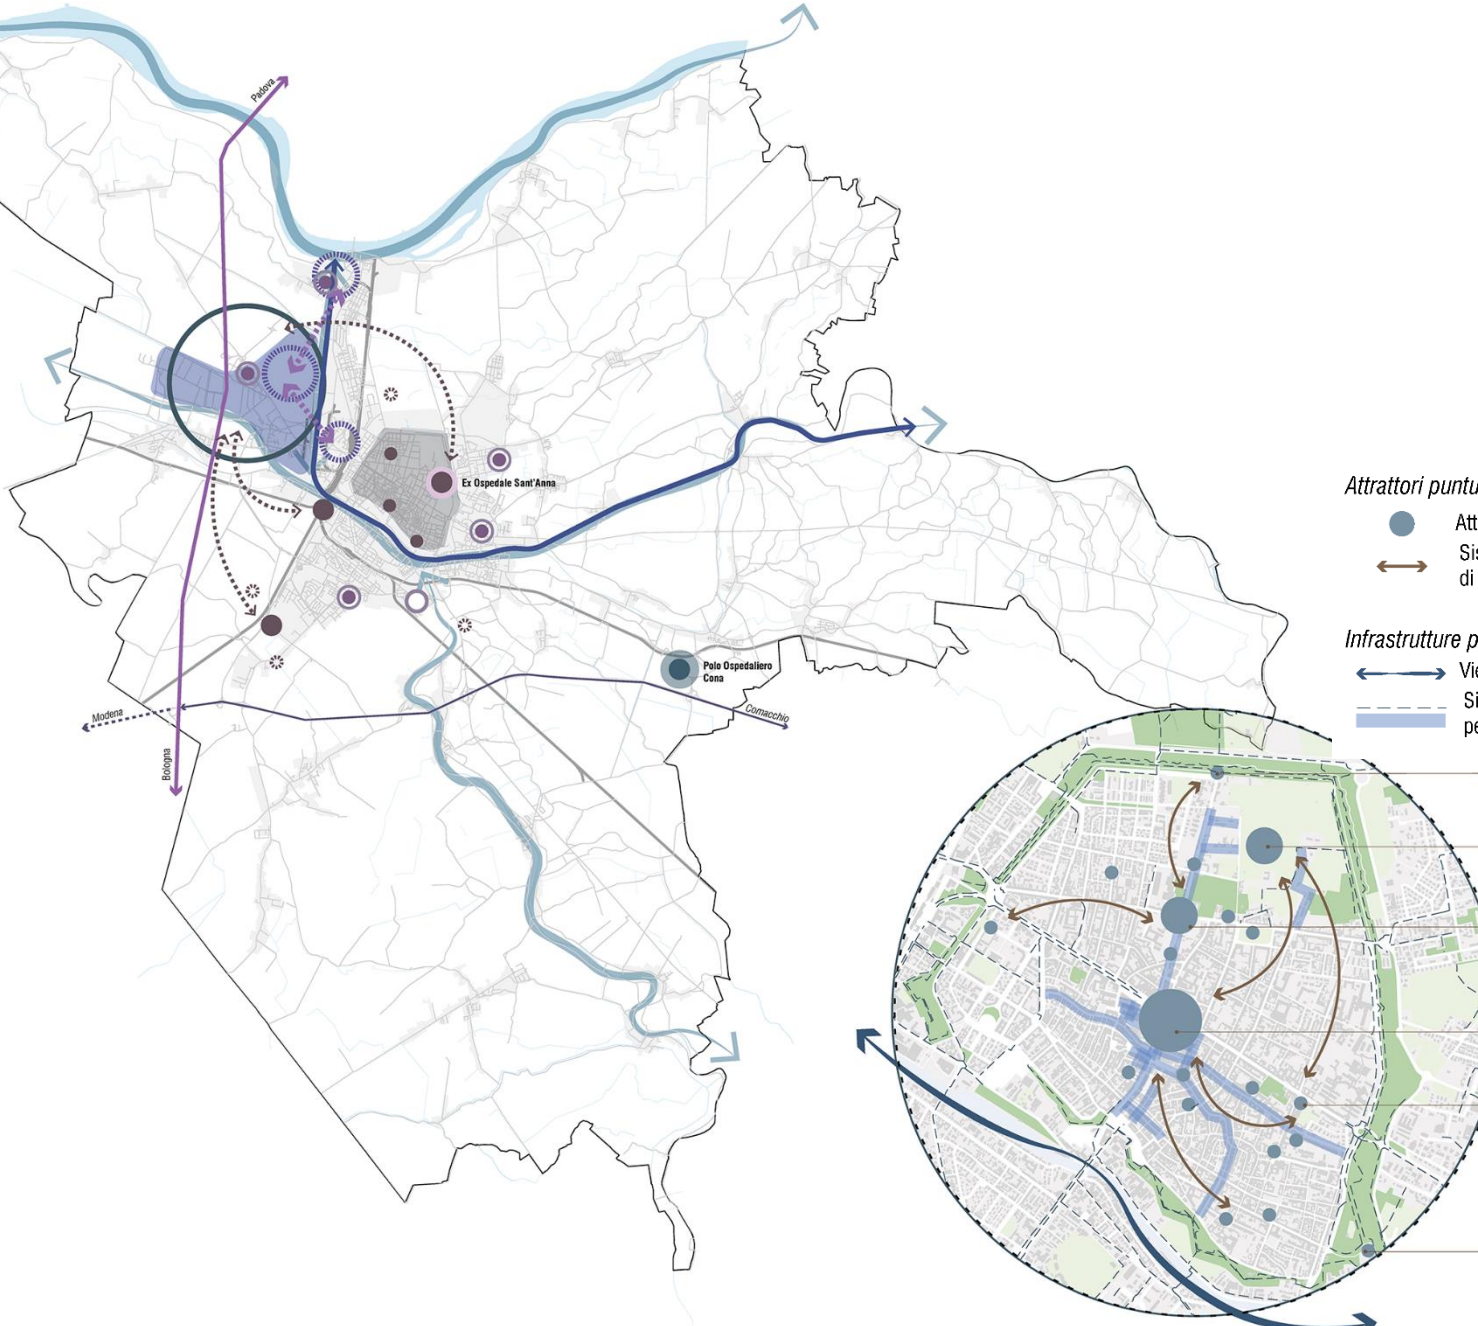 Padova
Ex Ospedale Sant'Anna
Attrattori puntu
Att
Sis
di
Infrastrutture p
Polo Ospedaliero
Cona
Vie
Si
pe
Modena
Comacchio
Bologna